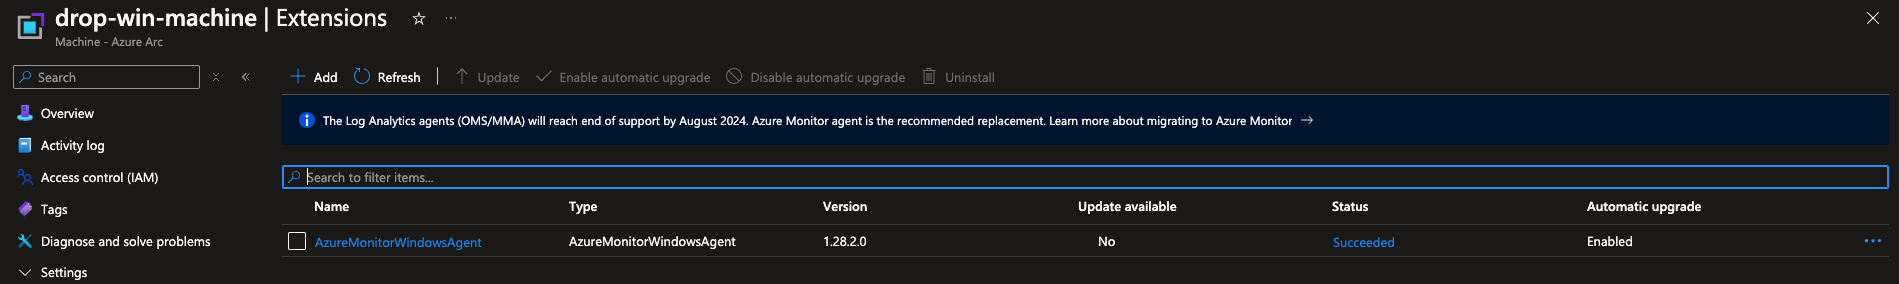 drop-win-machine | Extensions
Machine - Azure Arc
Search
Add Refresh Update Enable automatic upgrade Disable automatic upgrade Uninstall
Overview
Activity log
Access control (IAM)
Tags
Diagnose and solve problems
Settings
The Log Analytics agents (OMS/MMA) will reach end of support by August 2024. Azure Monitor agent is the recommended replacement. Learn more about migrating to Azure Monitor →
Search to filter items...
Name Type Version Update available Status Automatic upgrade
AzureMonitorWindowsAgent AzureMonitorWindowsAgent 1.28.2.0 No Succeeded Enabled